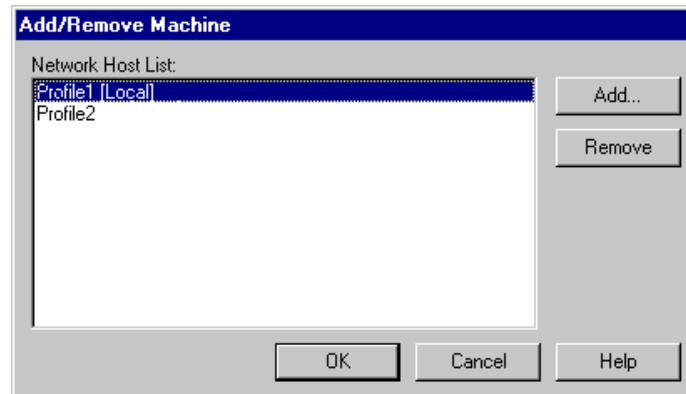 Add/Remove Machine
Network Host List:
Profile1 [Local]
Profile2
Add...
Remove
OK
Cancel
Help